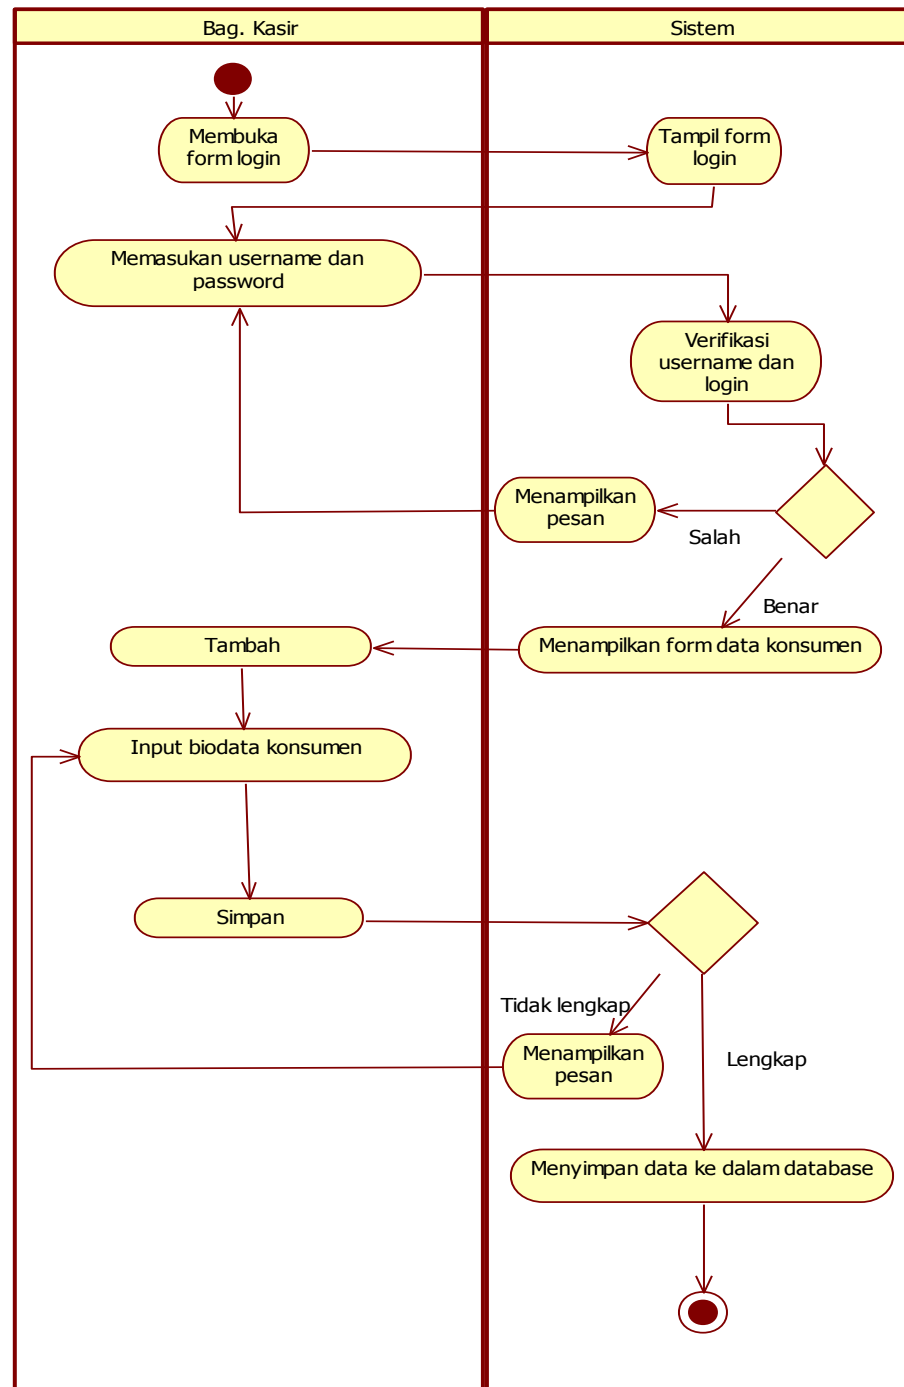 Bag. Kasir
Sistem
Membuka
form login
Tampil form
login
Memasukan username dan
password
Verifikasi
username dan
login
Menampilkan
pesan
Salah
Benar
Tambah
Menampilkan form data konsumen
Input biodata konsumen
Simpan
Tidak lengkap
Menampilkan
pesan
Lengkap
Menyimpan data ke dalam database